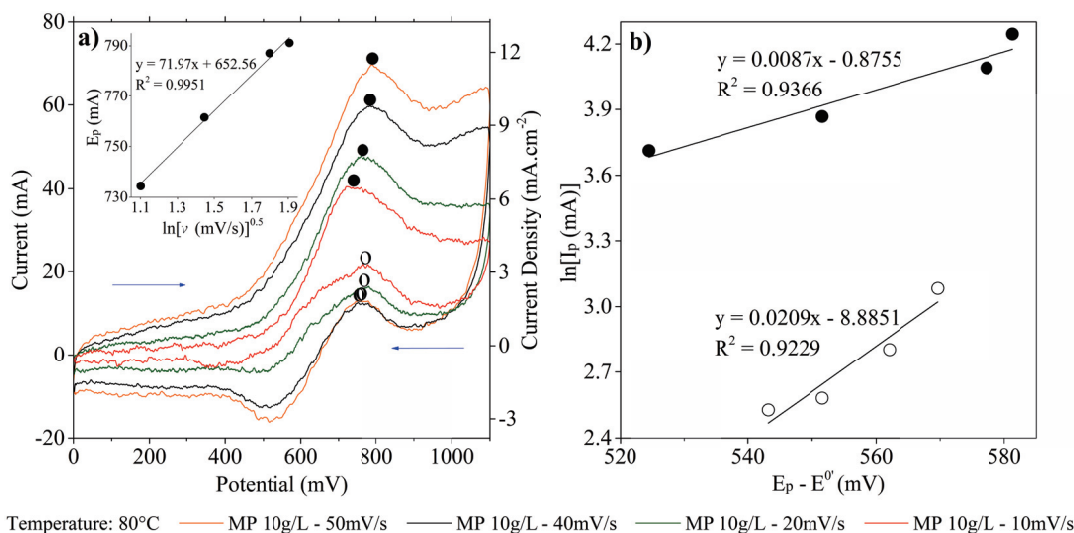 a)
y = 71.97x + 652.56
R² = 0.9951
790
770
750
730
Eₚ (mA)
1.1 1.3 1.5 1.7 1.9
ln[v (mV/s)]^0.5
80
60
40
20
0
-20
Current (mA)
12
9
6
3
0
-3
Current Density (mA.cm⁻²)
0 200 400 600 800 1000
Potential (mV)
b)
y = 0.0087x - 0.8755
R² = 0.9366
y = 0.0209x - 8.8851
R² = 0.9229
4.2
3.9
3.6
3.3
3.0
2.7
2.4
ln[Iₚ (mA)]
520 540 560 580
Eₚ - E⁰' (mV)
Temperature: 80°C MP 10g/L - 50mV/s MP 10g/L - 40mV/s MP 10g/L - 20mV/s MP 10g/L - 10mV/s